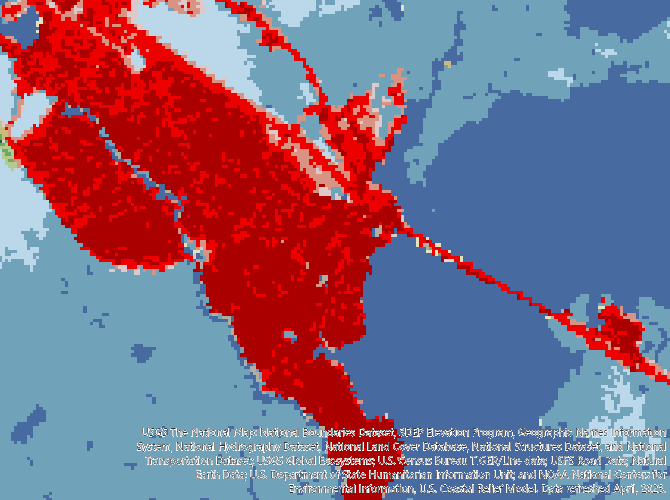 USGS The National Map: National Boundaries Dataset, 3DEP Elevation Program, Geographic Names Information
System, National Hydrography Dataset, National Land Cover Database, National Structures Dataset, and National
Transportation Dataset; USGS Global Ecosystems; U.S. Census Bureau TIGER/Line data; USFS Road Data; Natural
Earth Data; U.S. Department of State Humanitarian Information Unit; and NOAA National Centers for
Environmental Information, U.S. Coastal Relief Model. Data refreshed April, 2023.